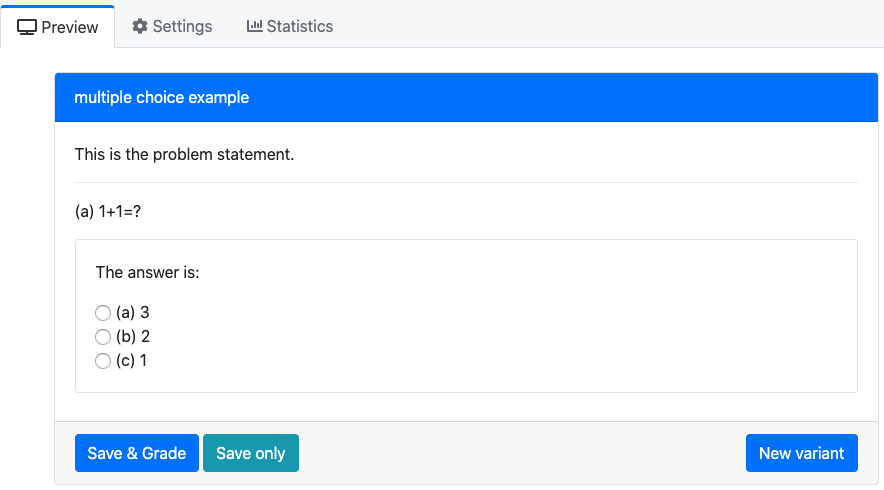 Preview Settings Statistics
multiple choice example
This is the problem statement.
(a) 1+1=?
The answer is:
(a) 3
(b) 2
(c) 1
Save & Grade Save only New variant